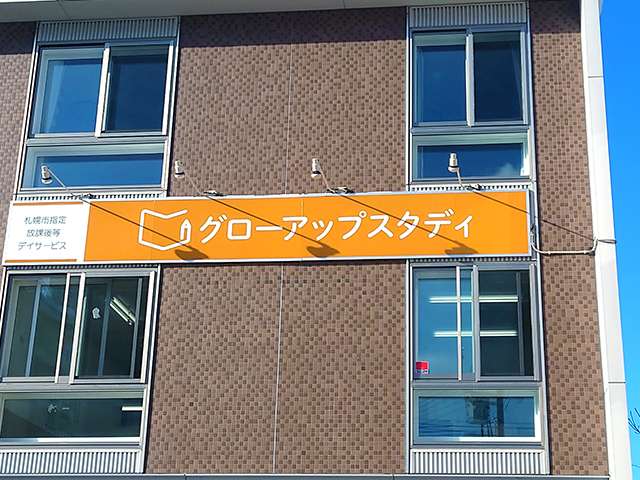 札幌市指定
放課後等
デイサービス
グローアップスタディ